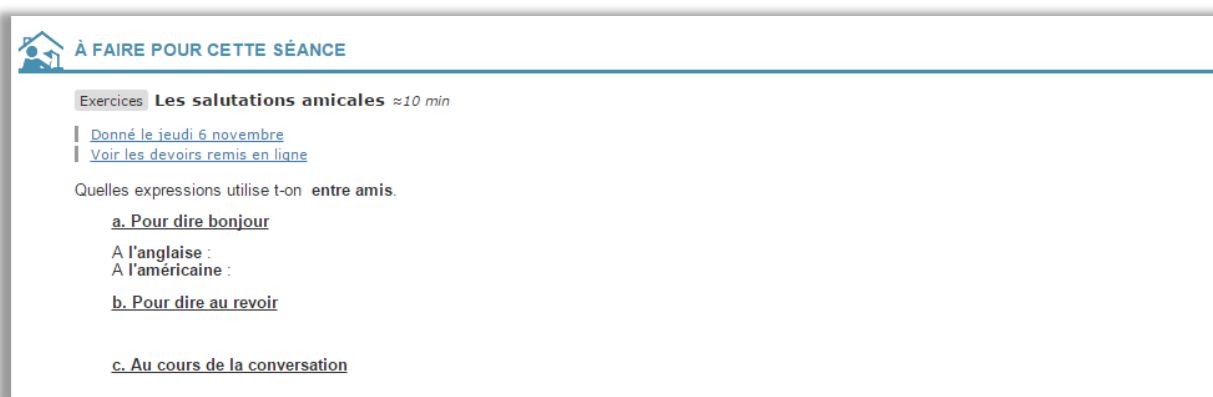 À FAIRE POUR CETTE SÉANCE
Exercices Les salutations amicales ≈10 min
Donné le jeudi 6 novembre
Voir les devoirs remis en ligne
Quelles expressions utilise t-on entre amis.
a. Pour dire bonjour
A l'anglaise :
A l'américaine :
b. Pour dire au revoir
c. Au cours de la conversation